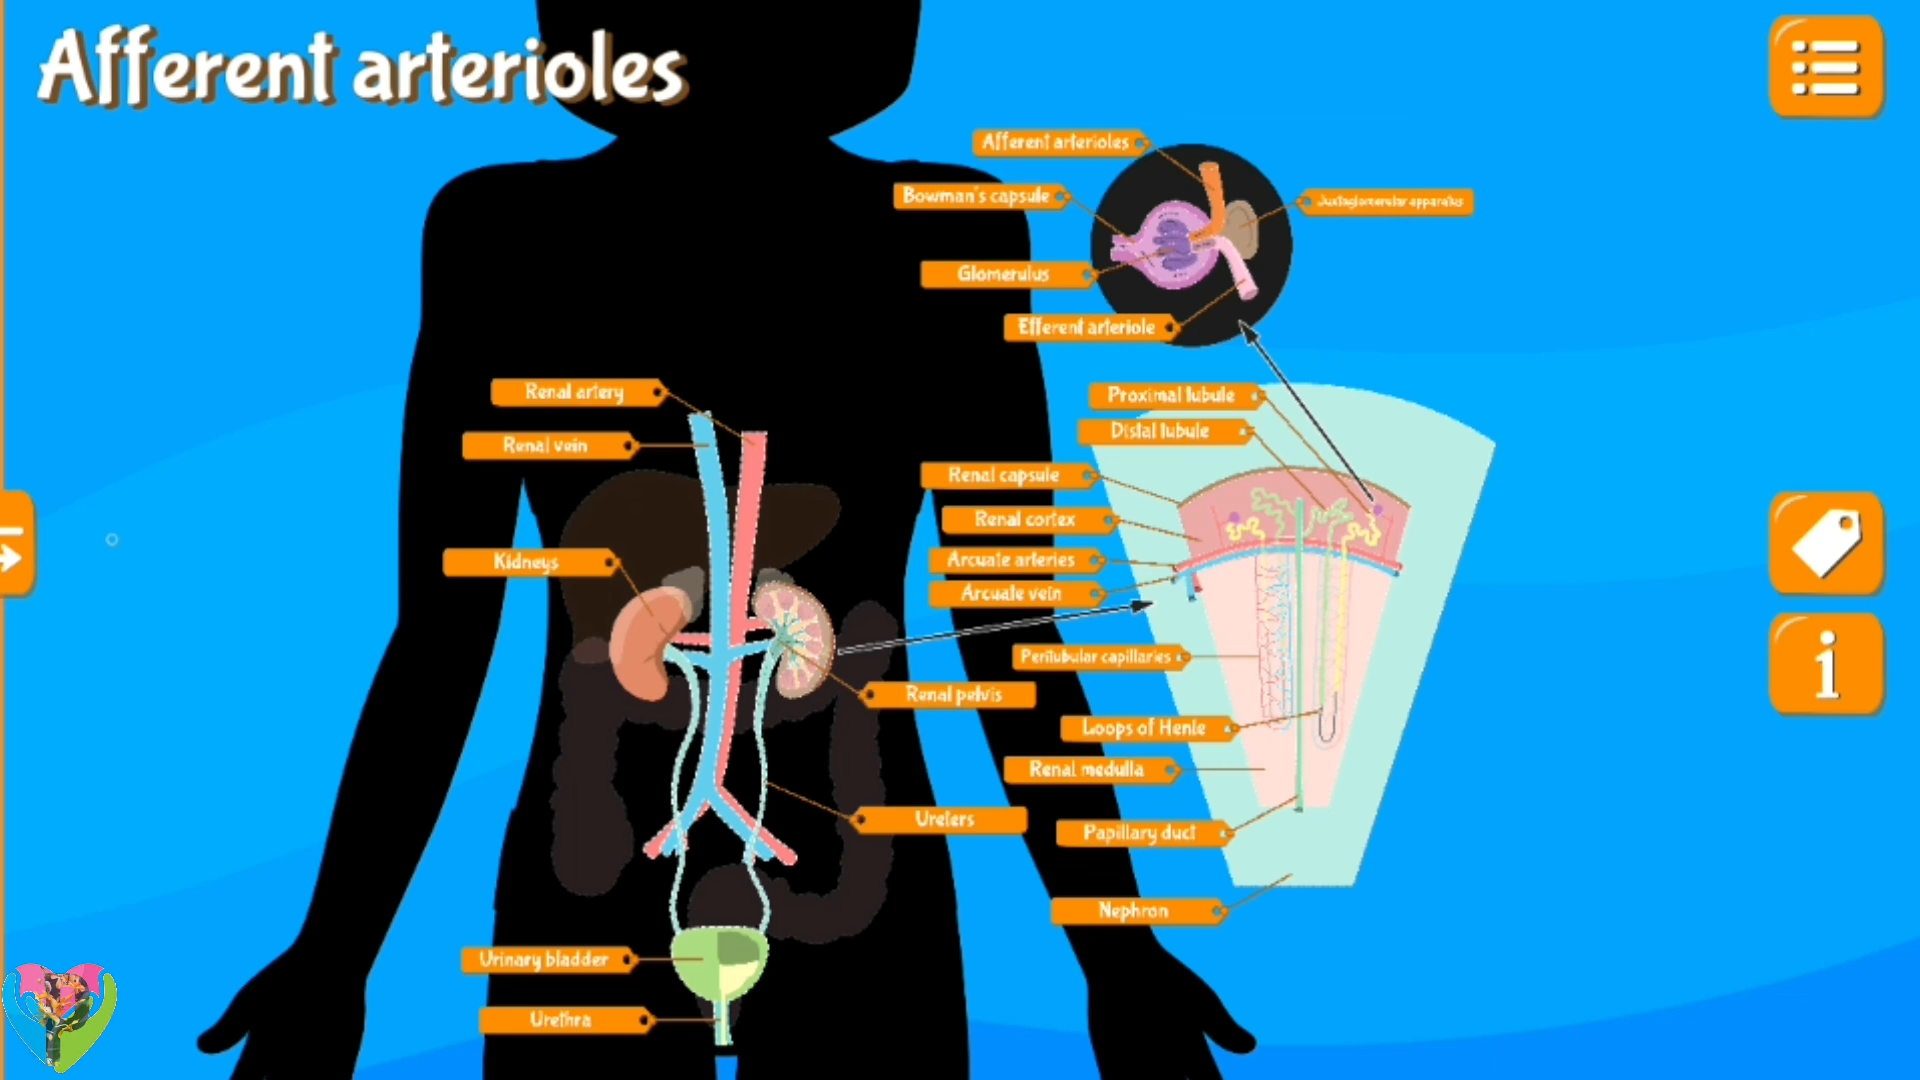 Afferent arterioles
Afferent arterioles
Bowman's capsule
Juxtaglomerular apparatus
Glomerulus
Efferent arteriole
Renal artery
Renal vein
Kidneys
Proximal tubule
Distal tubule
Renal capsule
Renal cortex
Arcuate arteries
Arcuate vein
Peritubular capillaries
Renal pelvis
Loops of Henle
Renal medulla
Ureters
Papillary duct
Nephron
Urinary bladder
Urethra